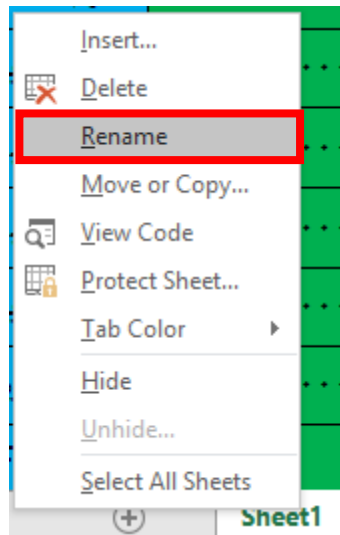 Insert...
Delete
Rename
Move or Copy...
View Code
Protect Sheet...
Tab Color
Hide
Unhide...
Select All Sheets
Sheet1